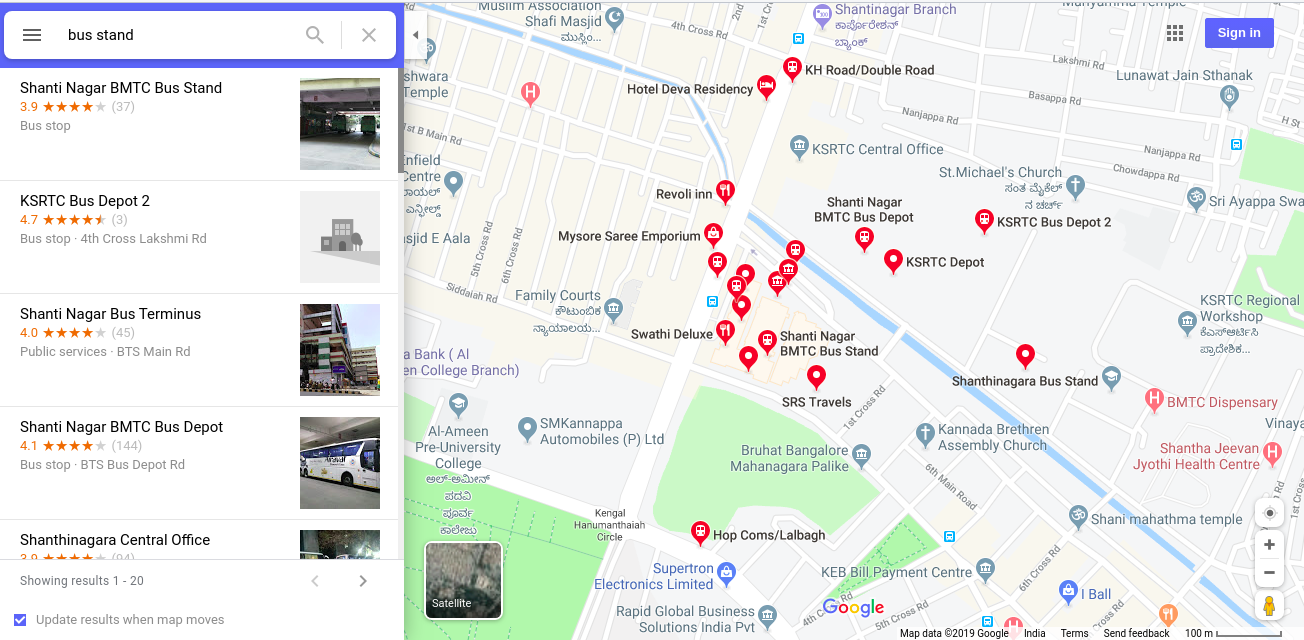 bus stand
Shanti Nagar BMTC Bus Stand
3.9 ★★★★★ (37)
Bus stop
KSRTC Bus Depot 2
4.7 ★★★★★ (3)
Bus stop · 4th Cross Lakshmi Rd
Shanti Nagar Bus Terminus
4.0 ★★★★★ (45)
Public services · BTS Main Rd
Shanti Nagar BMTC Bus Depot
4.1 ★★★★★ (144)
Bus stop · BTS Bus Depot Rd
Shanthinagara Central Office
3.9 ★★★★★ (94)
Showing results 1 - 20
Update results when map moves
Muslim Association
Shafi Masjid
ಮುಸ್ಲಿಂ...
4th Cross Rd
2nd
1st Cross
Shantinagar Branch
ಕಾರ್ಪೊರೇಶನ್
ಬ್ಯಾಂಕ್
Sign in
KH Road/Double Road
Hotel Deva Residency
Lakshmi Rd
Lunawat Jain Sthanak
Basappa Rd
H
shwara
Temple
Nanjappa Rd
1st B Main Rd
KSRTC Central Office
Nanjappa Rd
Chowdappa Rd
Enfield
Centre
ರಾಯಲ್
ಎನ್ಫೀಲ್ಡ್
St.Michael's Church
ಸಂತ ಮೈಕೆಲ್
ನ ಚರ್ಚ್
Sri Ayappa Swa
Revoli inn
Shanti Nagar
BMTC Bus Depot
KSRTC Bus Depot 2
Mysore Saree Emporium
asjid E Aala
5th Cross Rd
6th Cross Rd
KSRTC Depot
Siddaiah Rd
Family Courts
ಕೌಟುಂಬಿಕ
ನ್ಯಾಯಾಲಯ...
KSRTC Regional
Workshop
ಕೆಎಸ್ಆರ್ಟಿಸಿ
ಪ್ರಾದೇಶಿಕ...
Swathi Deluxe
Shanti Nagar
BMTC Bus Stand
a Bank ( Al
en College Branch)
Shanthinagara Bus Stand
SRS Travels
1st Cross Rd
H
BMTC Dispensary
Al-Ameen
Pre-University
College
ಅಲ್-ಅಮೀನ್
ಪದವಿ
ಪೂರ್ವ
ಕಾಲೇಜು
SMKannappa
Automobiles (P) Ltd
Kannada Brethren
Assembly Church
Vinaya
Bruhat Bangalore
Mahanagara Palike
Shantha Jeevan
Jyothi Health Centre
H
6th Main Road
1st Cross
Kengal
Hanumanthaiah
Circle
Shani mahathma temple
Hop Coms/Lalbagh
Supertron
Electronics Limited
KEB Bill Payment Centre
6th Cross Rd
I Ball
Satellite
Rapid Global Business
Solutions India Pvt
Google
4th Cross Rd
H
Map data ©2019 Google India Terms Send feedback 100 m